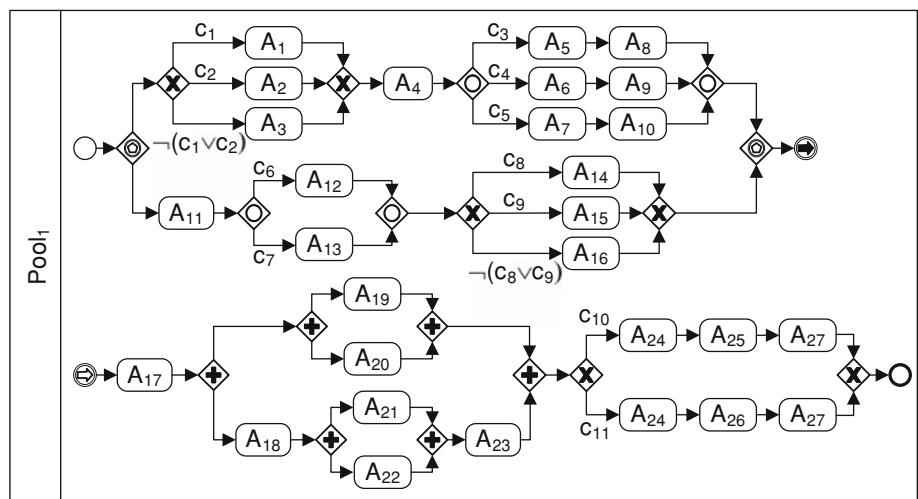 Pool₁
c₁ A₁
c₂ A₂
A₃
¬(c₁∨c₂)
A₄
c₃ A₅ A₈
c₄ A₆ A₉
c₅ A₇ A₁₀
A₁₁
c₆ A₁₂
c₇ A₁₃
c₈ A₁₄
c₉ A₁₅
A₁₆
¬(c₈∨c₉)
A₁₇
A₁₉
A₂₀
A₁₈
A₂₁
A₂₂
A₂₃
c₁₀ A₂₄ A₂₅ A₂₇
c₁₁ A₂₄ A₂₆ A₂₇